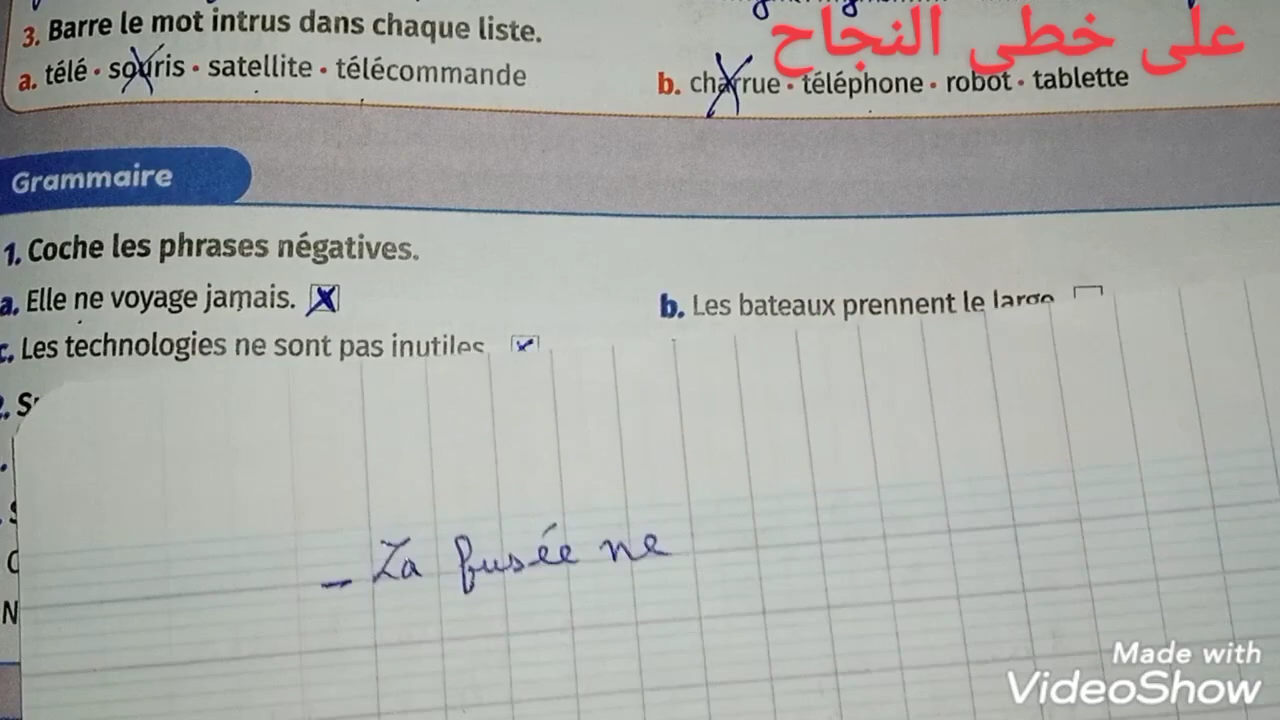 على خطى النجاح
3. Barre le mot intrus dans chaque liste.
a. télé • souris • satellite • télécommande
b. charrue • téléphone • robot • tablette
Grammaire
1. Coche les phrases négatives.
a. Elle ne voyage jamais.
b. Les bateaux prennent le large
c. Les technologies ne sont pas inutiles
- La fusée ne
Made with
VideoShow